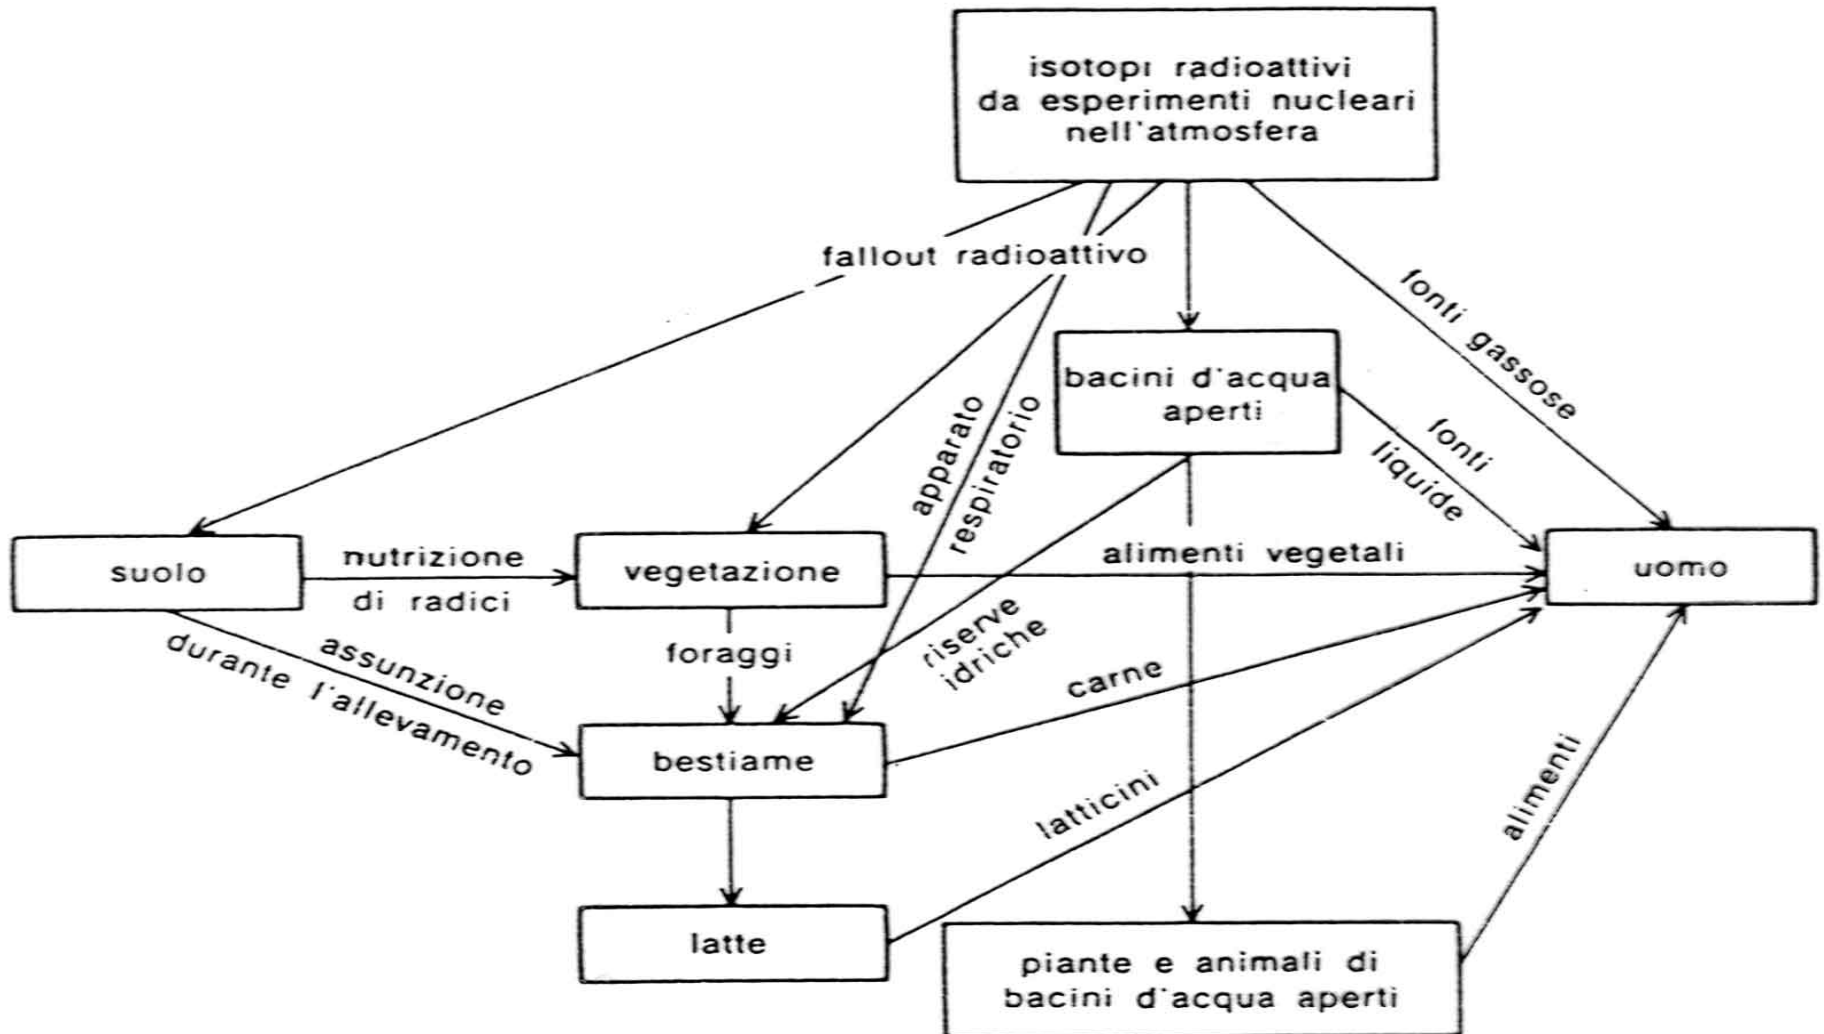 isotopi radioattivi
da esperimenti nucleari
nell'atmosfera
fallout radioattivo
fonti gassose
bacini d'acqua
aperti
fonti
liquide
apparato
respiratorio
suolo
nutrizione
di radici
vegetazione
alimenti vegetali
uomo
assunzione
durante l'allevamento
foraggi
riserve
idriche
carne
bestiame
latticini
alimenti
latte
piante e animali di
bacini d'acqua aperti